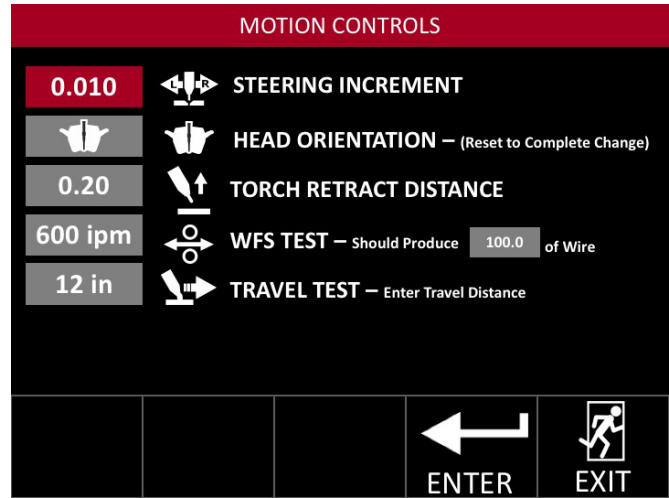 MOTION CONTROLS
0.010 L R STEERING INCREMENT
HEAD ORIENTATION – (Reset to Complete Change)
0.20 TORCH RETRACT DISTANCE
600 ipm WFS TEST – Should Produce 100.0 of Wire
12 in TRAVEL TEST – Enter Travel Distance
ENTER EXIT